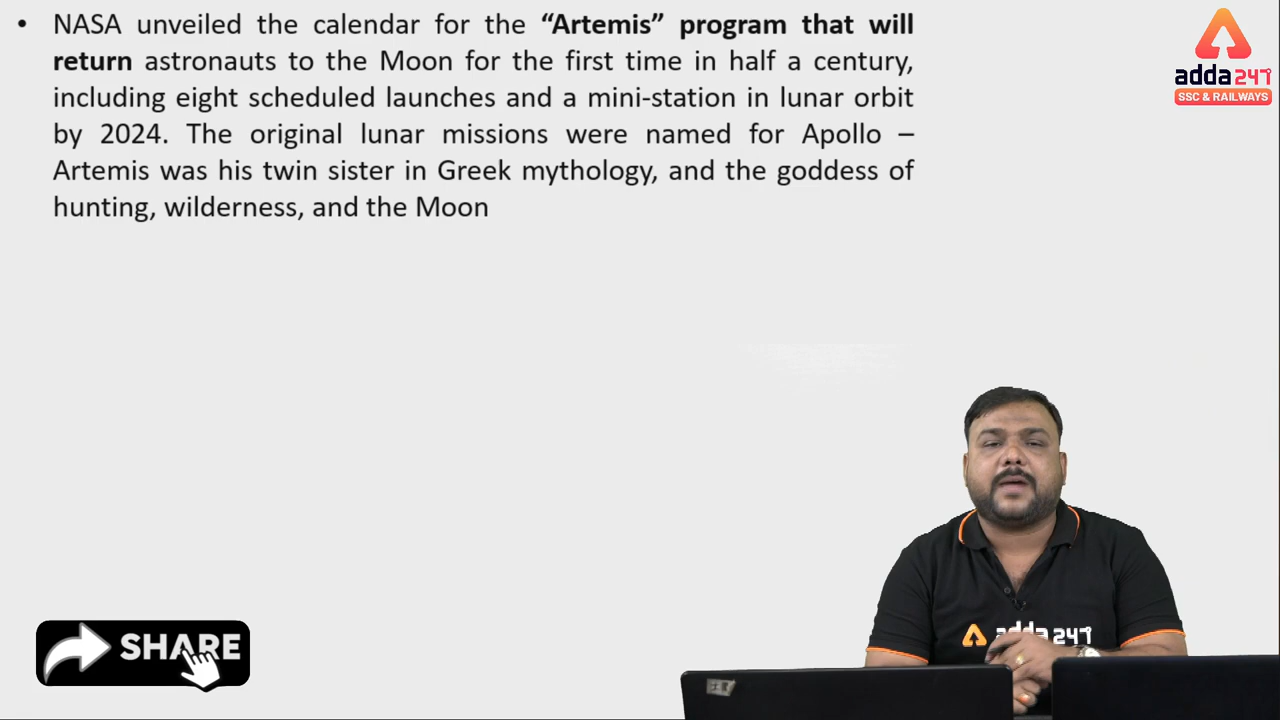 • NASA unveiled the calendar for the “Artemis” program that will
return astronauts to the Moon for the first time in half a century,
including eight scheduled launches and a mini-station in lunar orbit
by 2024. The original lunar missions were named for Apollo –
Artemis was his twin sister in Greek mythology, and the goddess of
hunting, wilderness, and the Moon
adda247
SSC & RAILWAYS
SHARE
adda 247